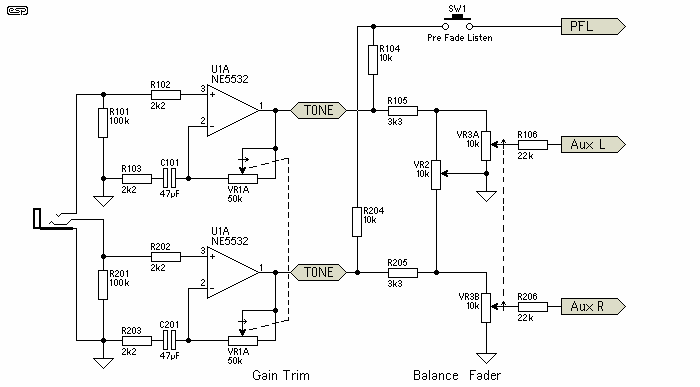 ESP
SW1
Pre Fade Listen
PFL
R104
10k
U1A
NE5532
R102
2k2
3
+
1
2
-
R101
100k
TONE
R105
3k3
VR3A
10k
R106
22k
Aux L
R103
2k2
C101
47µF
VR1A
50k
VR2
10k
R204
10k
U1A
NE5532
R202
2k2
3
+
1
2
-
R201
100k
TONE
R205
3k3
VR3B
10k
R206
22k
Aux R
R203
2k2
C201
47µF
VR1A
50k
Gain Trim
Balance
Fader